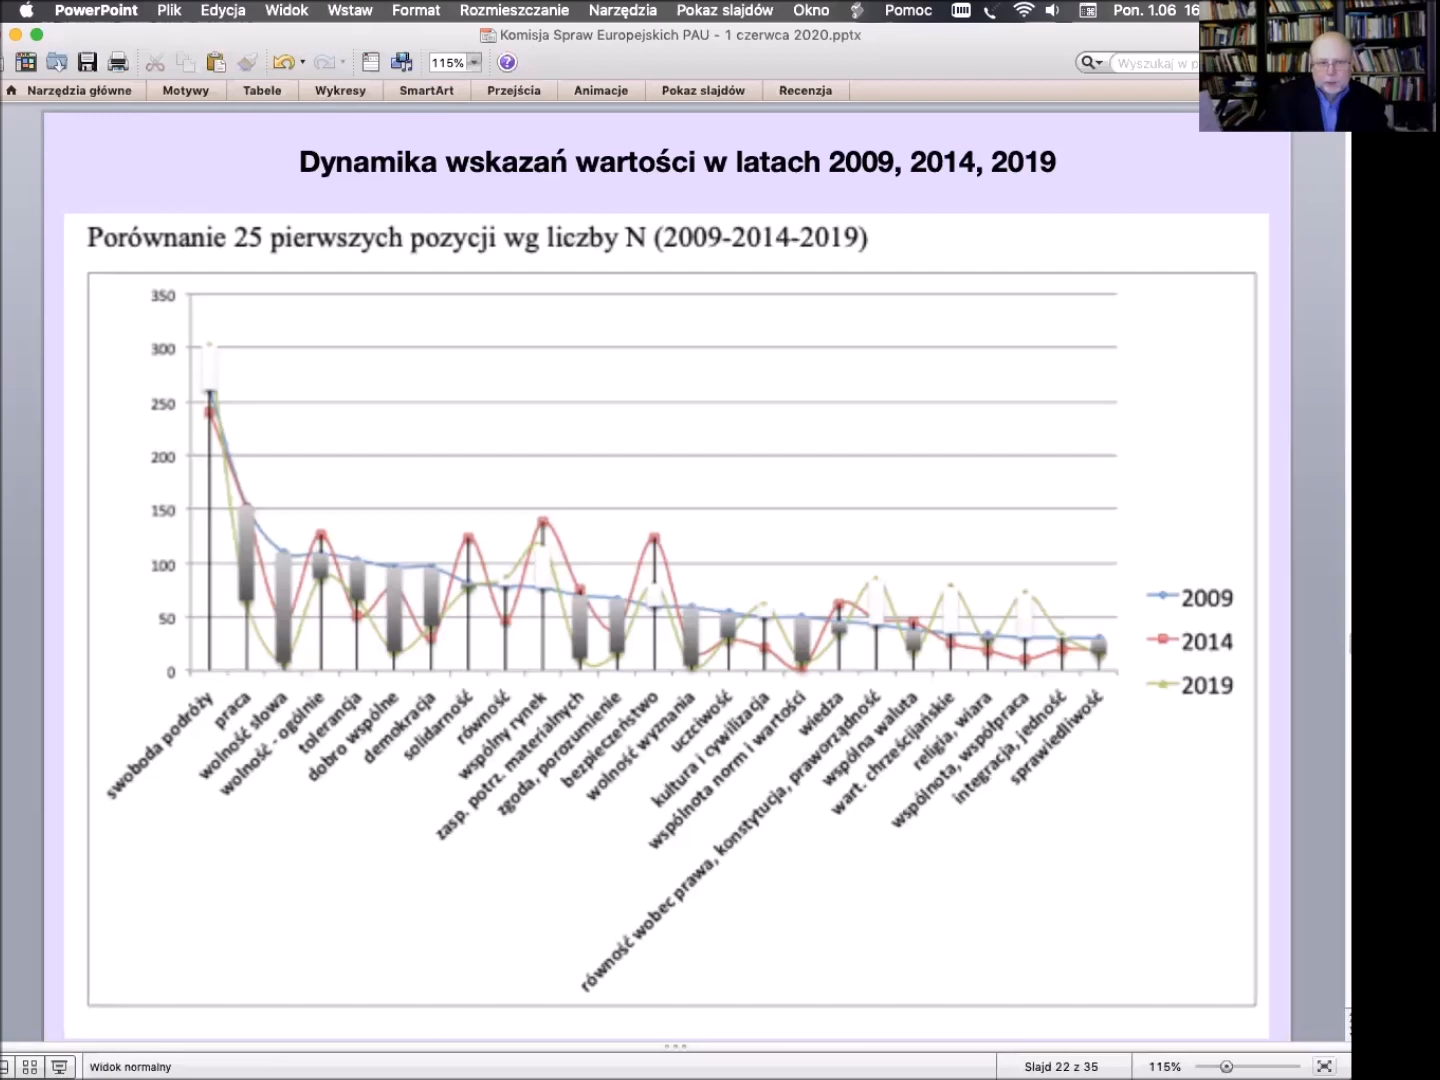 PowerPoint Plik Edycja Widok Wstaw Format Rozmieszczanie Narzędzia Pokaz slajdów Okno Pomoc Pon. 1.06 16
Komisja Spraw Europejskich PAU - 1 czerwca 2020.pptx
115% Wyszukaj w p
Narzędzia główne Motywy Tabele Wykresy SmartArt Przejścia Animacje Pokaz slajdów Recenzja
Dynamika wskazań wartości w latach 2009, 2014, 2019
Porównanie 25 pierwszych pozycji wg liczby N (2009-2014-2019)
350
300
250
200
150
100
50
0
2009
2014
2019
swoboda podróży
praca
wolność słowa
wolność - ogólnie
tolerancja
dobro wspólne
demokracja
solidarność
równość
wspólny rynek
zasp. potrz. materialnych
zgoda, porozumienie
bezpieczeństwo
wolność wyznania
uczciwość
kultura i cywilizacja
wspólnota norm i wartości
wiedza
równość wobec prawa, konstytucja, praworządność
wspólna waluta
wart. chrześcijańskie
religia, wiara
wspólnota, współpraca
integracja, jedność
sprawiedliwość
Widok normalny Slajd 22 z 35 115%